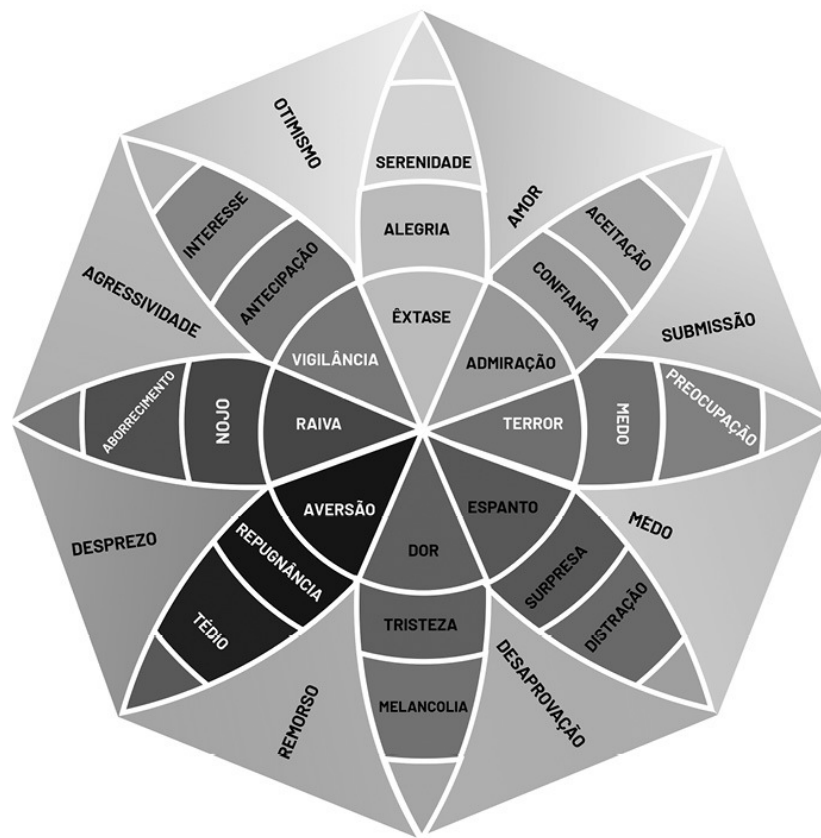 OTIMISMO
SERENIDADE
AMOR
INTERESSE
ACEITAÇÃO
ALEGRIA
ANTECIPAÇÃO
CONFIANÇA
AGRESSIVIDADE
SUBMISSÃO
ÊXTASE
VIGILÂNCIA
ADMIRAÇÃO
ABORRECIMENTO
NOJO
RAIVA
TERROR
MEDO
PREOCUPAÇÃO
AVERSÃO
ESPANTO
MEDO
DESPREZO
REPUGNÂNCIA
DOR
SURPRESA
TÉDIO
TRISTEZA
DISTRAÇÃO
REMORSO
MELANCOLIA
DESAPROVAÇÃO